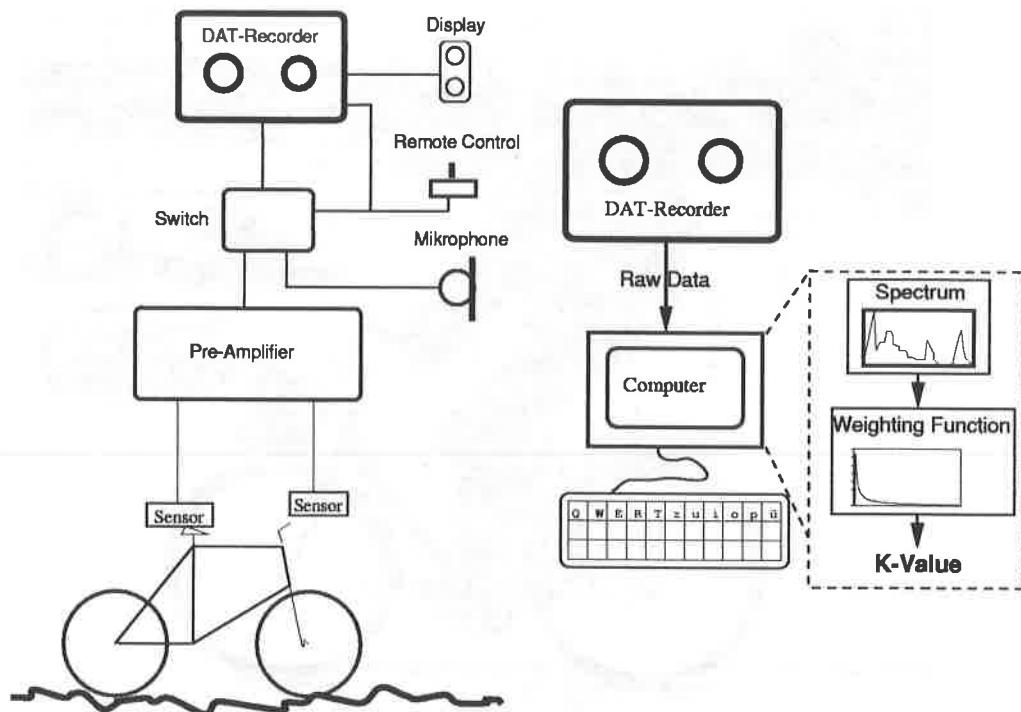 DAT-Recorder
Display
Remote Control
Switch
Mikrophone
Pre-Amplifier
Sensor
Sensor
DAT-Recorder
Raw Data
Computer
Q W E R T z u i o p ü
Spectrum
Weighting Function
K-Value